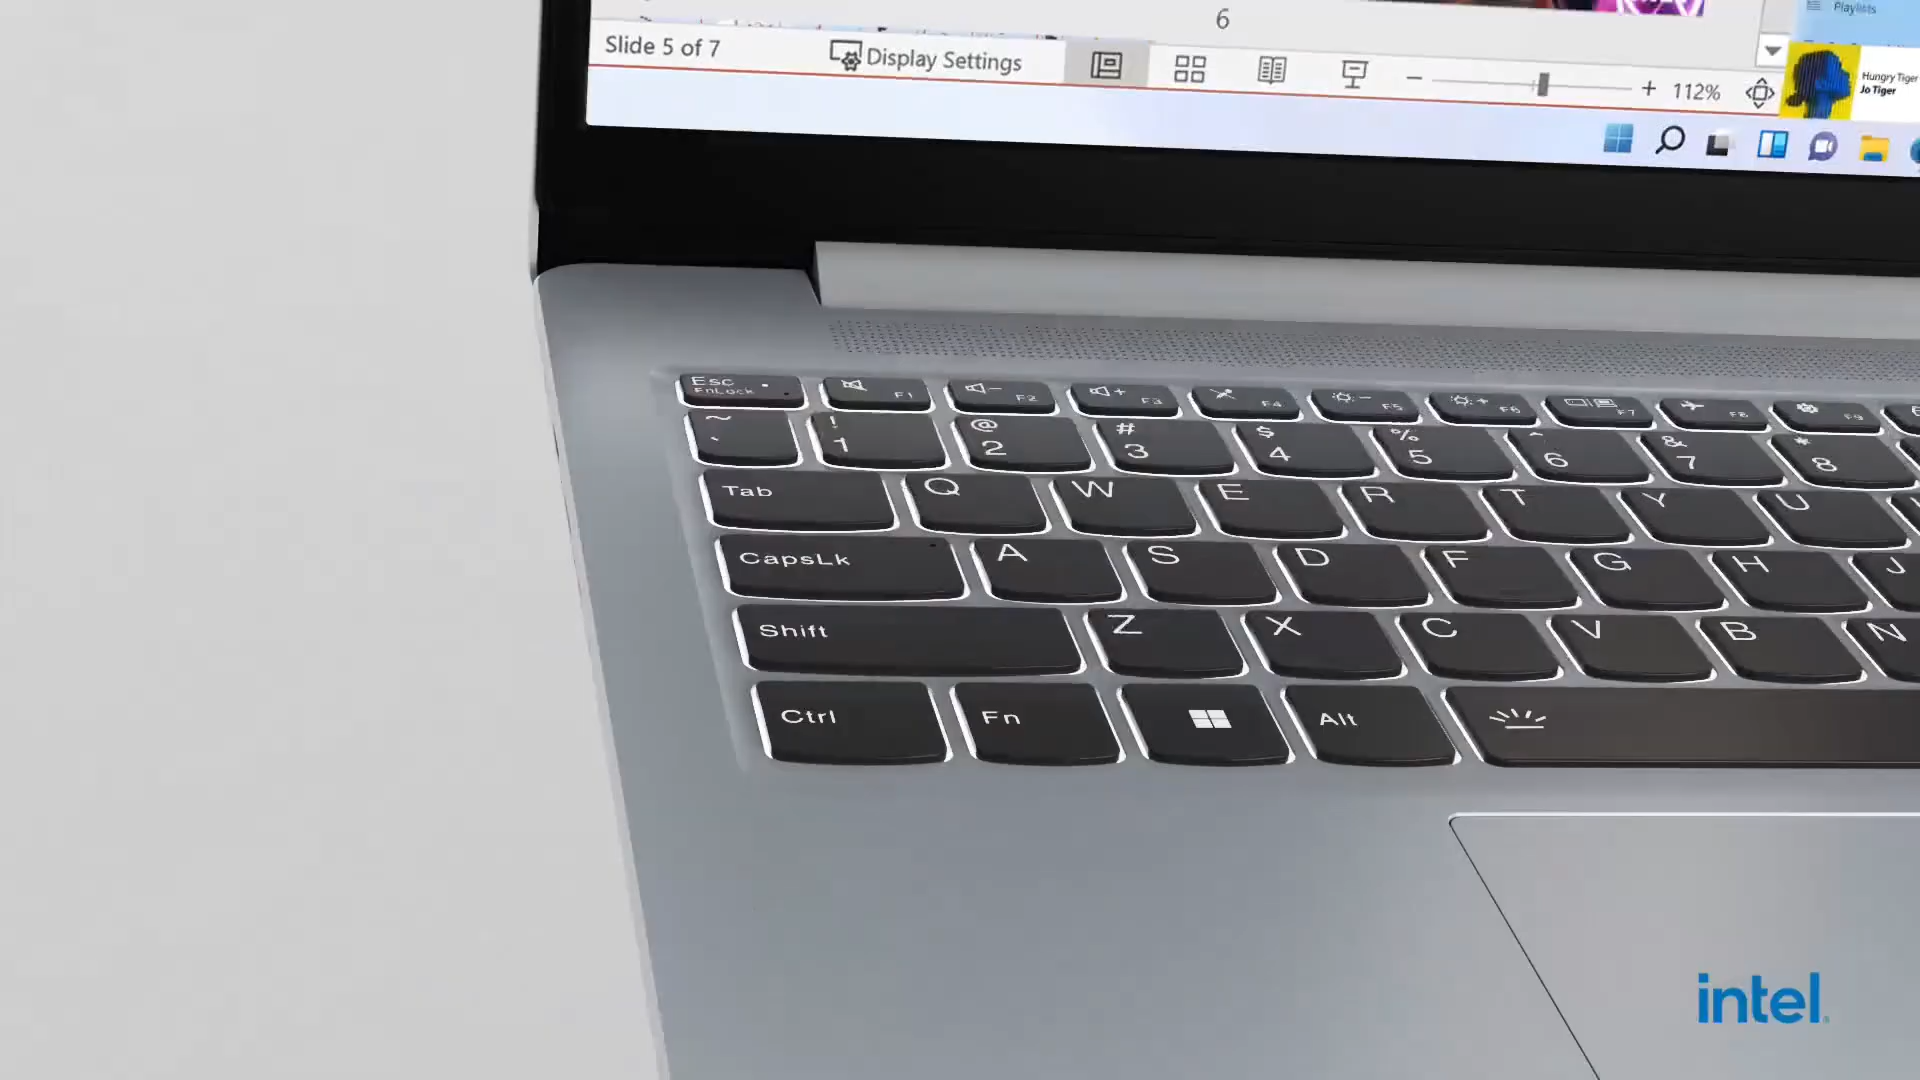 6
Playlists
Slide 5 of 7
Display Settings
112%
Hungry Tiger
Jo Tiger
Esc
FnLock
F1
F2
F3
F4
F5
F6
F7
F8
F9
~
`
!
1
@
2
#
3
$
4
%
5
^
6
&
7
*
8
Tab
Q
W
E
R
T
Y
U
CapsLk
A
S
D
F
G
H
J
Shift
Z
X
C
V
B
N
Ctrl
Fn
Alt
intel